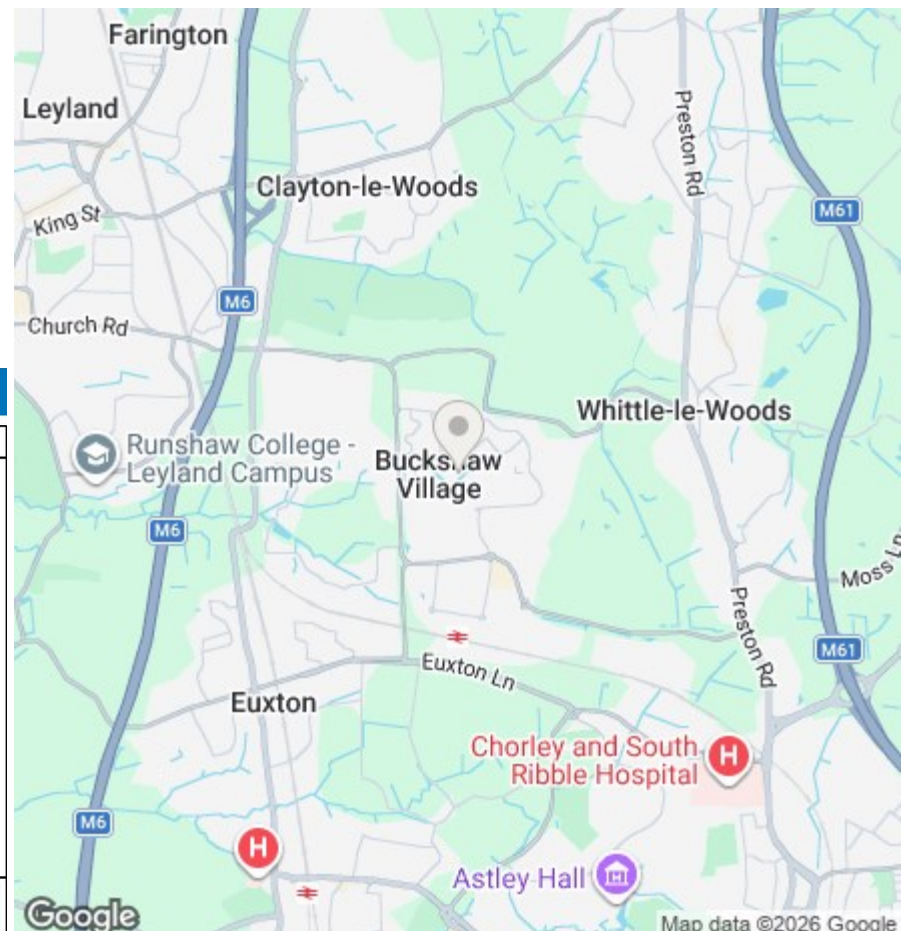 Farington
Leyland
Preston Rd
Clayton-le-Woods
M61
King St
M6
Church Rd
Whittle-le-Woods
Runshaw College -
Leyland Campus
Buckshaw
Village
M6
Moss Ln
Preston Rd
M61
Euxton Ln
Euxton
Chorley and South
Ribble Hospital
H
M6
H
Astley Hall
Google
Map data ©2026 Google